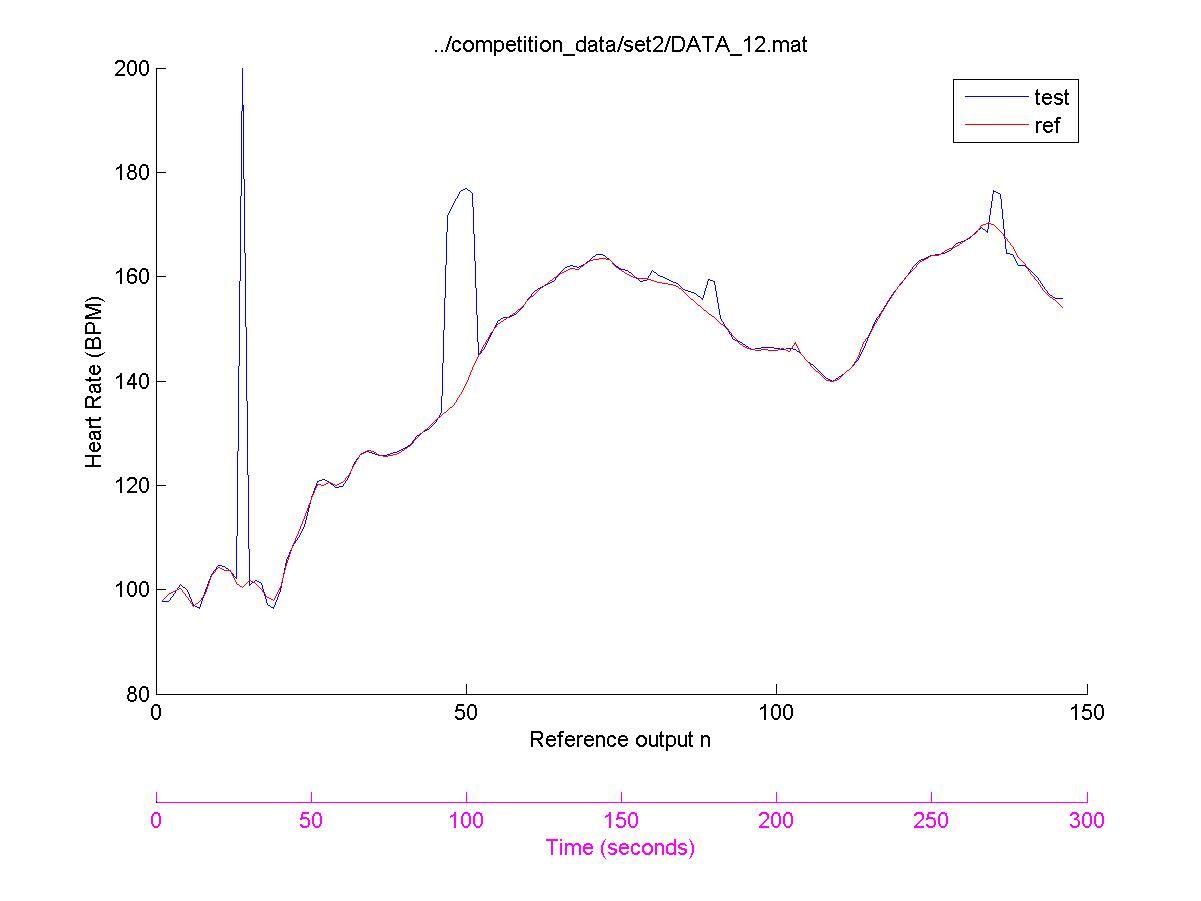 ../competition_data/set2/DATA_12.mat
test
ref
Heart Rate (BPM)
200
180
160
140
120
100
80
0 50 100 150
Reference output n
0 50 100 150 200 250 300
Time (seconds)